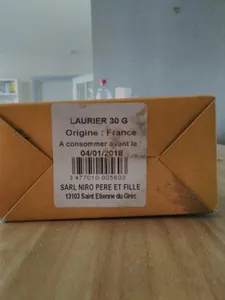 LAURIER 30 G
Origine : France
A consommer avant le
04/01/2018
3 477010 005602
SARL NIRO PERE ET FILLE
13103 Saint Etienne du Grès